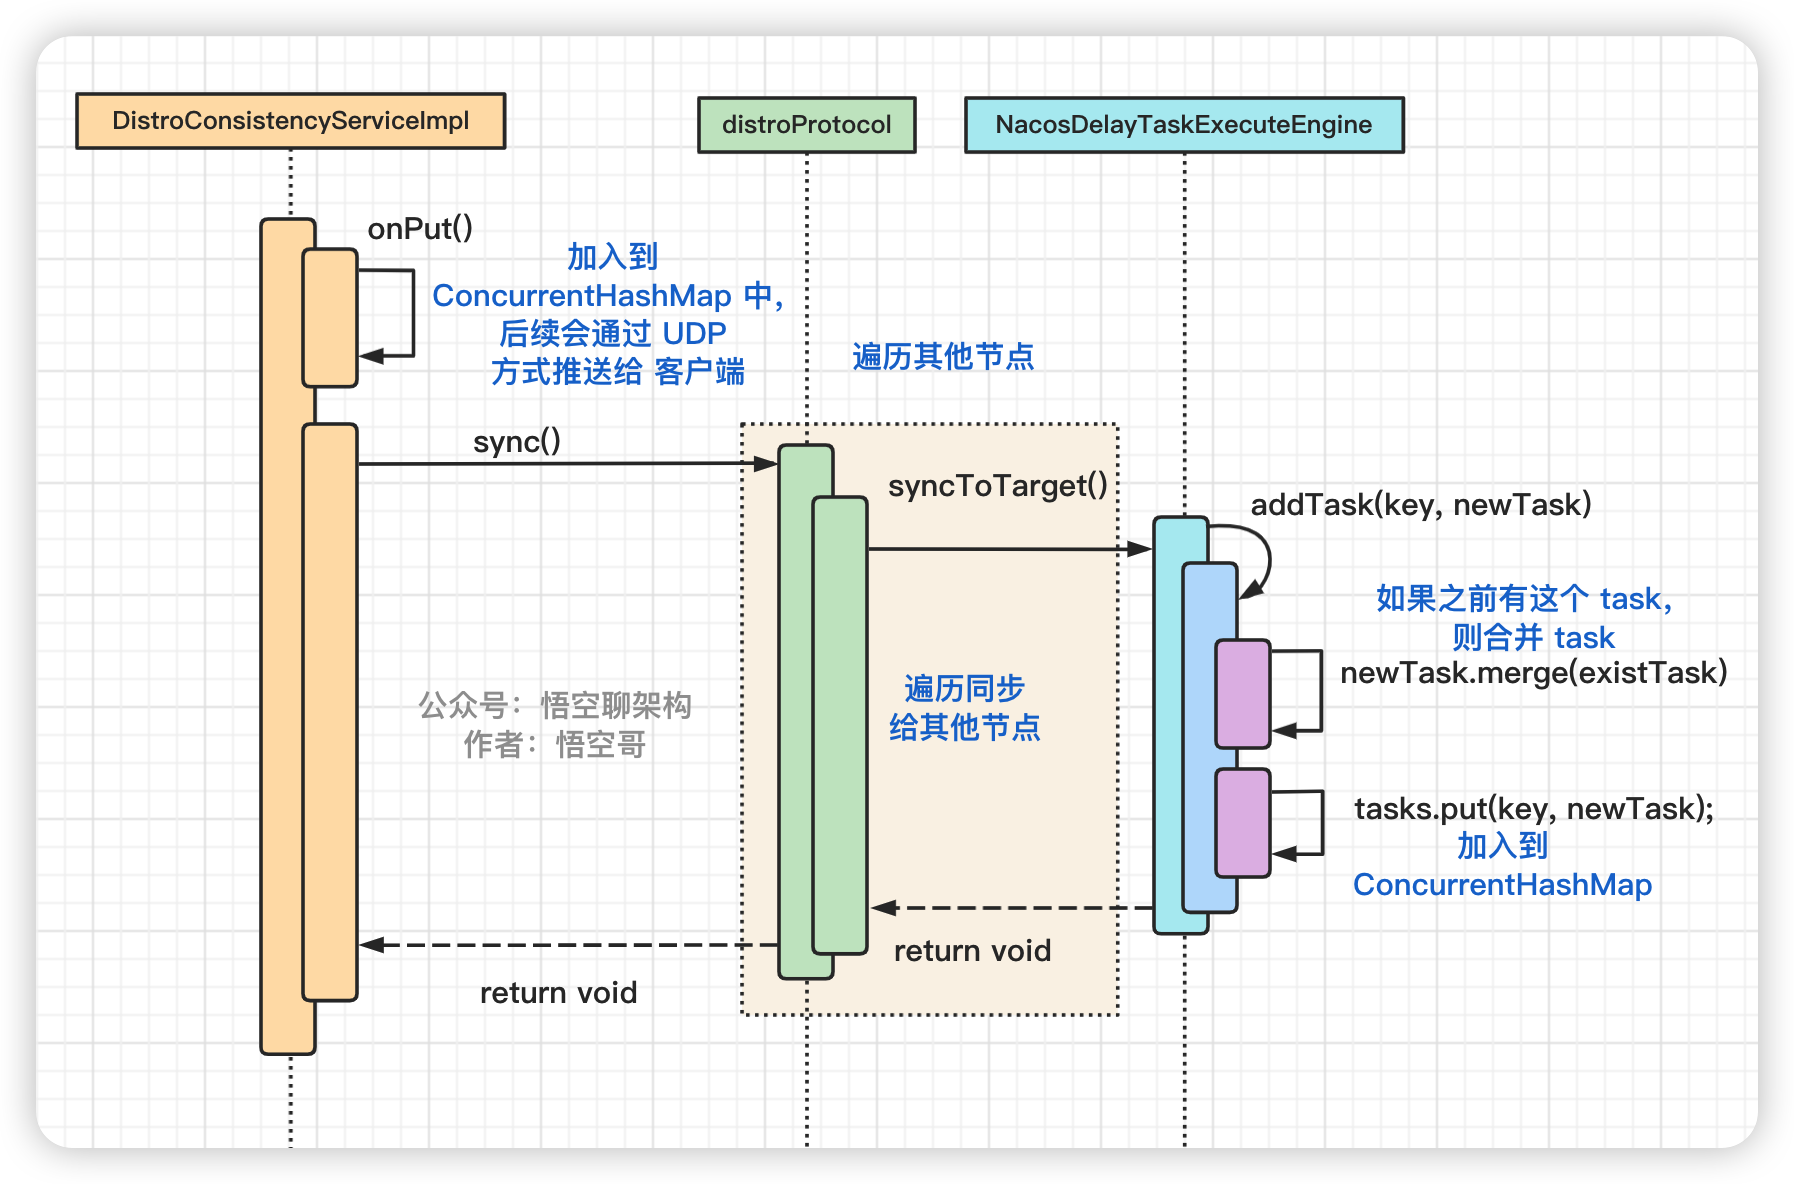 DistroConsistencyServiceImpl
distroProtocol
NacosDelayTaskExecuteEngine
onPut()
加入到
ConcurrentHashMap 中，
后续会通过 UDP
方式推送给 客户端
遍历其他节点
sync()
syncToTarget()
addTask(key, newTask)
如果之前有这个 task，
则合并 task
newTask.merge(existTask)
遍历同步
给其他节点
公众号：悟空聊架构
作者：悟空哥
tasks.put(key, newTask);
加入到
ConcurrentHashMap
return void
return void